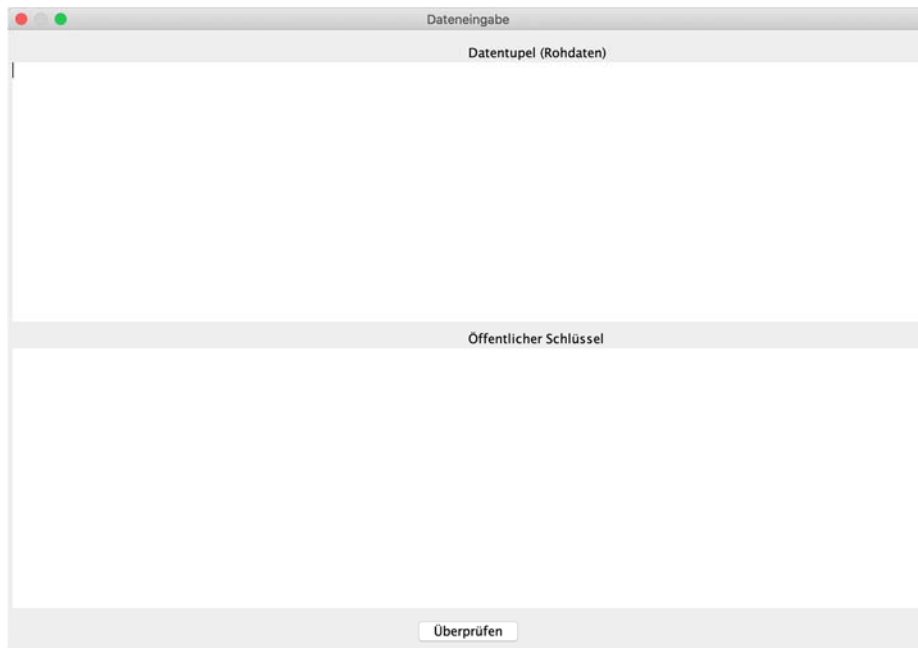 Dateneingabe
Datentupel (Rohdaten)
Öffentlicher Schlüssel
Überprüfen